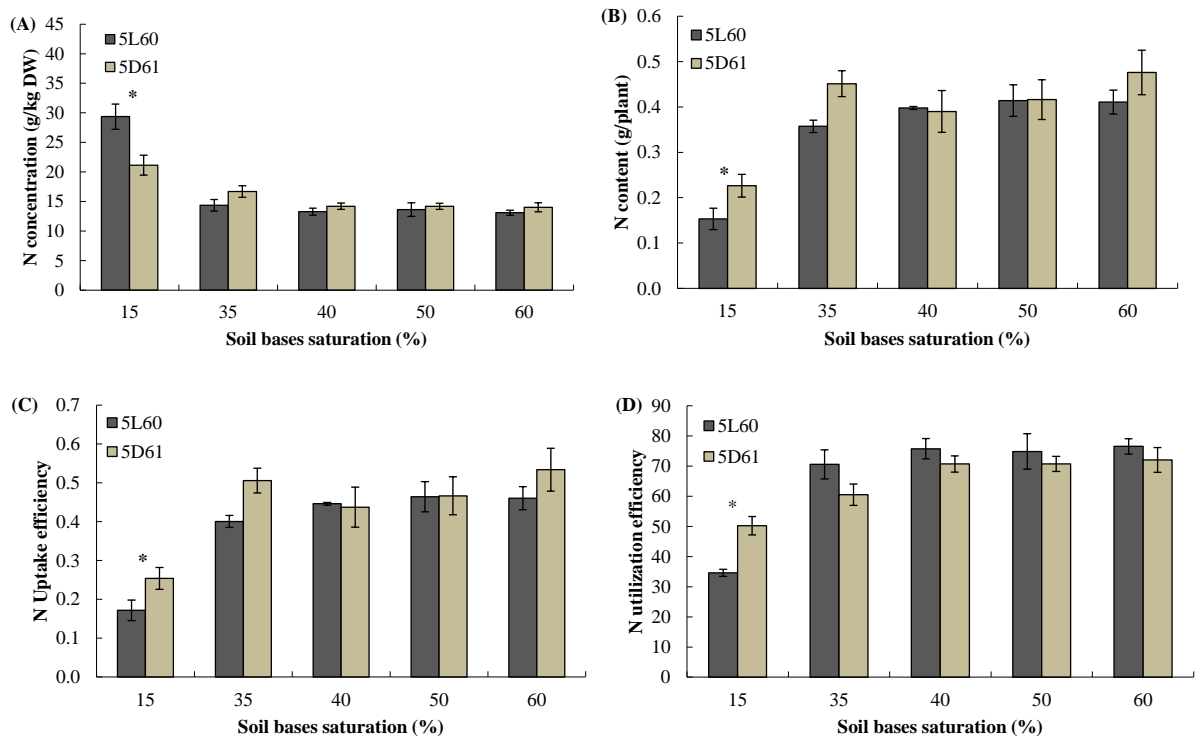 (A)
N concentration (g/kg DW)
45
40
35
30
25
20
15
10
5
0
5L60
5D61
*
15 35 40 50 60
Soil bases saturation (%)
(B)
N content (g/plant)
0.6
0.5
0.4
0.3
0.2
0.1
0.0
5L60
5D61
*
15 35 40 50 60
Soil bases saturation (%)
(C)
N Uptake efficiency
0.7
0.6
0.5
0.4
0.3
0.2
0.1
0.0
5L60
5D61
*
15 35 40 50 60
Soil bases saturation (%)
(D)
N utilization efficiency
90
80
70
60
50
40
30
20
10
0
5L60
5D61
*
15 35 40 50 60
Soil bases saturation (%)